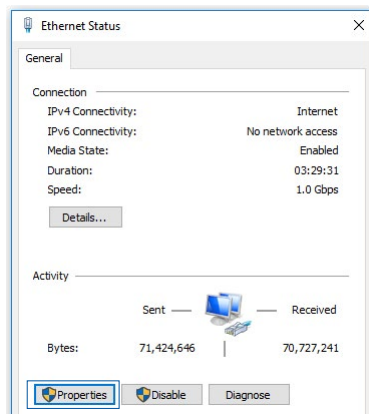 Ethernet Status
General
Connection
IPv4 Connectivity: Internet
IPv6 Connectivity: No network access
Media State: Enabled
Duration: 03:29:31
Speed: 1.0 Gbps
Details...
Activity
Sent Received
Bytes: 71,424,646 70,727,241
Properties Disable Diagnose